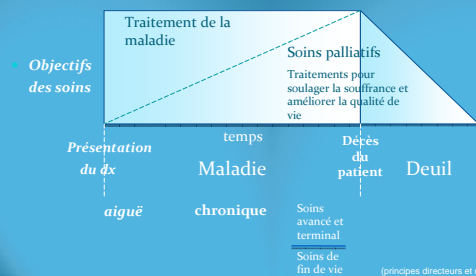 Traitement de la
maladie
Soins palliatifs
Objectifs
des soins
Traitements pour
soulager la souffrance et
améliorer la qualité de
vie
temps
Présentation
du dx
Maladie
Décès
du
patient
Deuil
aiguë
chronique
Soins
avancé et
terminal
Soins de
fin de vie
(principes directeurs et